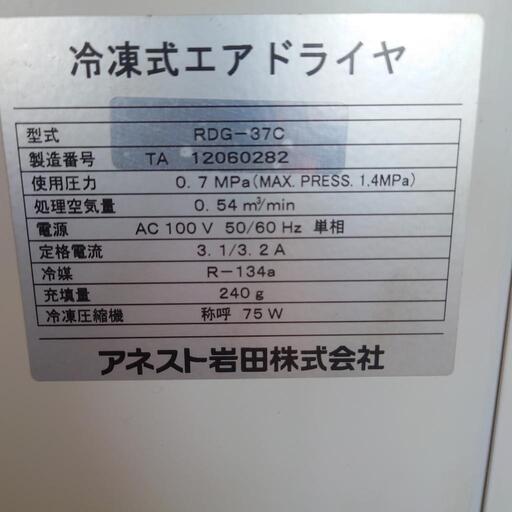 冷凍式エアドライヤ
型式 RDG-37C
製造番号 TA 12060282
使用圧力 0.7 MPa(MAX. PRESS. 1.4MPa)
処理空気量 0.54 m³/min
電源 AC 100 V 50/60 Hz 単相
定格電流 3.1/3.2 A
冷媒 R-134a
充填量 240 g
冷凍圧縮機 称呼 75 W
アネスト岩田株式会社